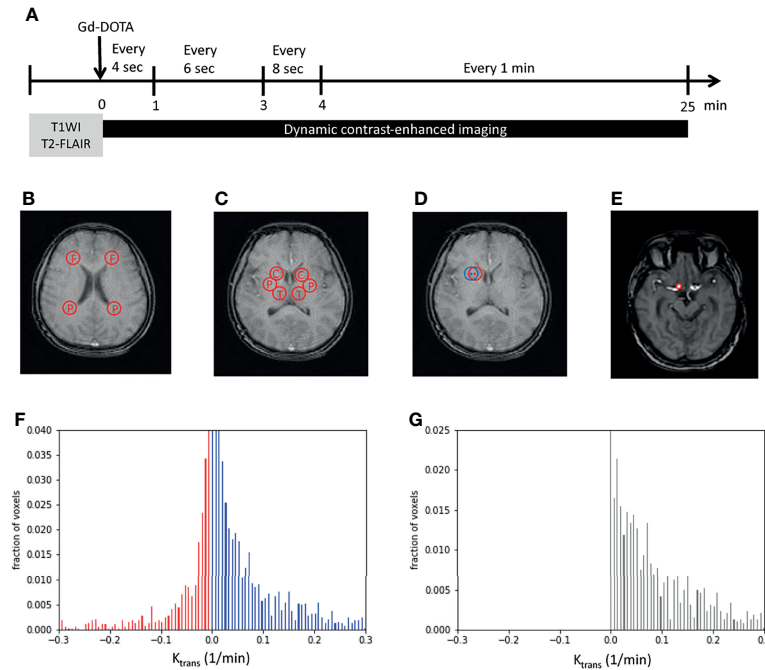 A
Gd-DOTA
Every
4 sec
Every
6 sec
Every
8 sec
Every 1 min
0
1
3
4
25
min
T1WI
T2-FLAIR
Dynamic contrast-enhanced imaging
B
C
D
E
F F
P P
C C
P P
T T
F
0.040
0.035
0.030
0.025
0.020
0.015
0.010
0.005
0.000
fraction of voxels
−0.3 −0.2 −0.1 0.0 0.1 0.2 0.3
Ktrans (1/min)
G
0.025
0.020
0.015
0.010
0.005
0.000
fraction of voxels
−0.3 −0.2 −0.1 0.0 0.1 0.2 0.3
Ktrans (1/min)